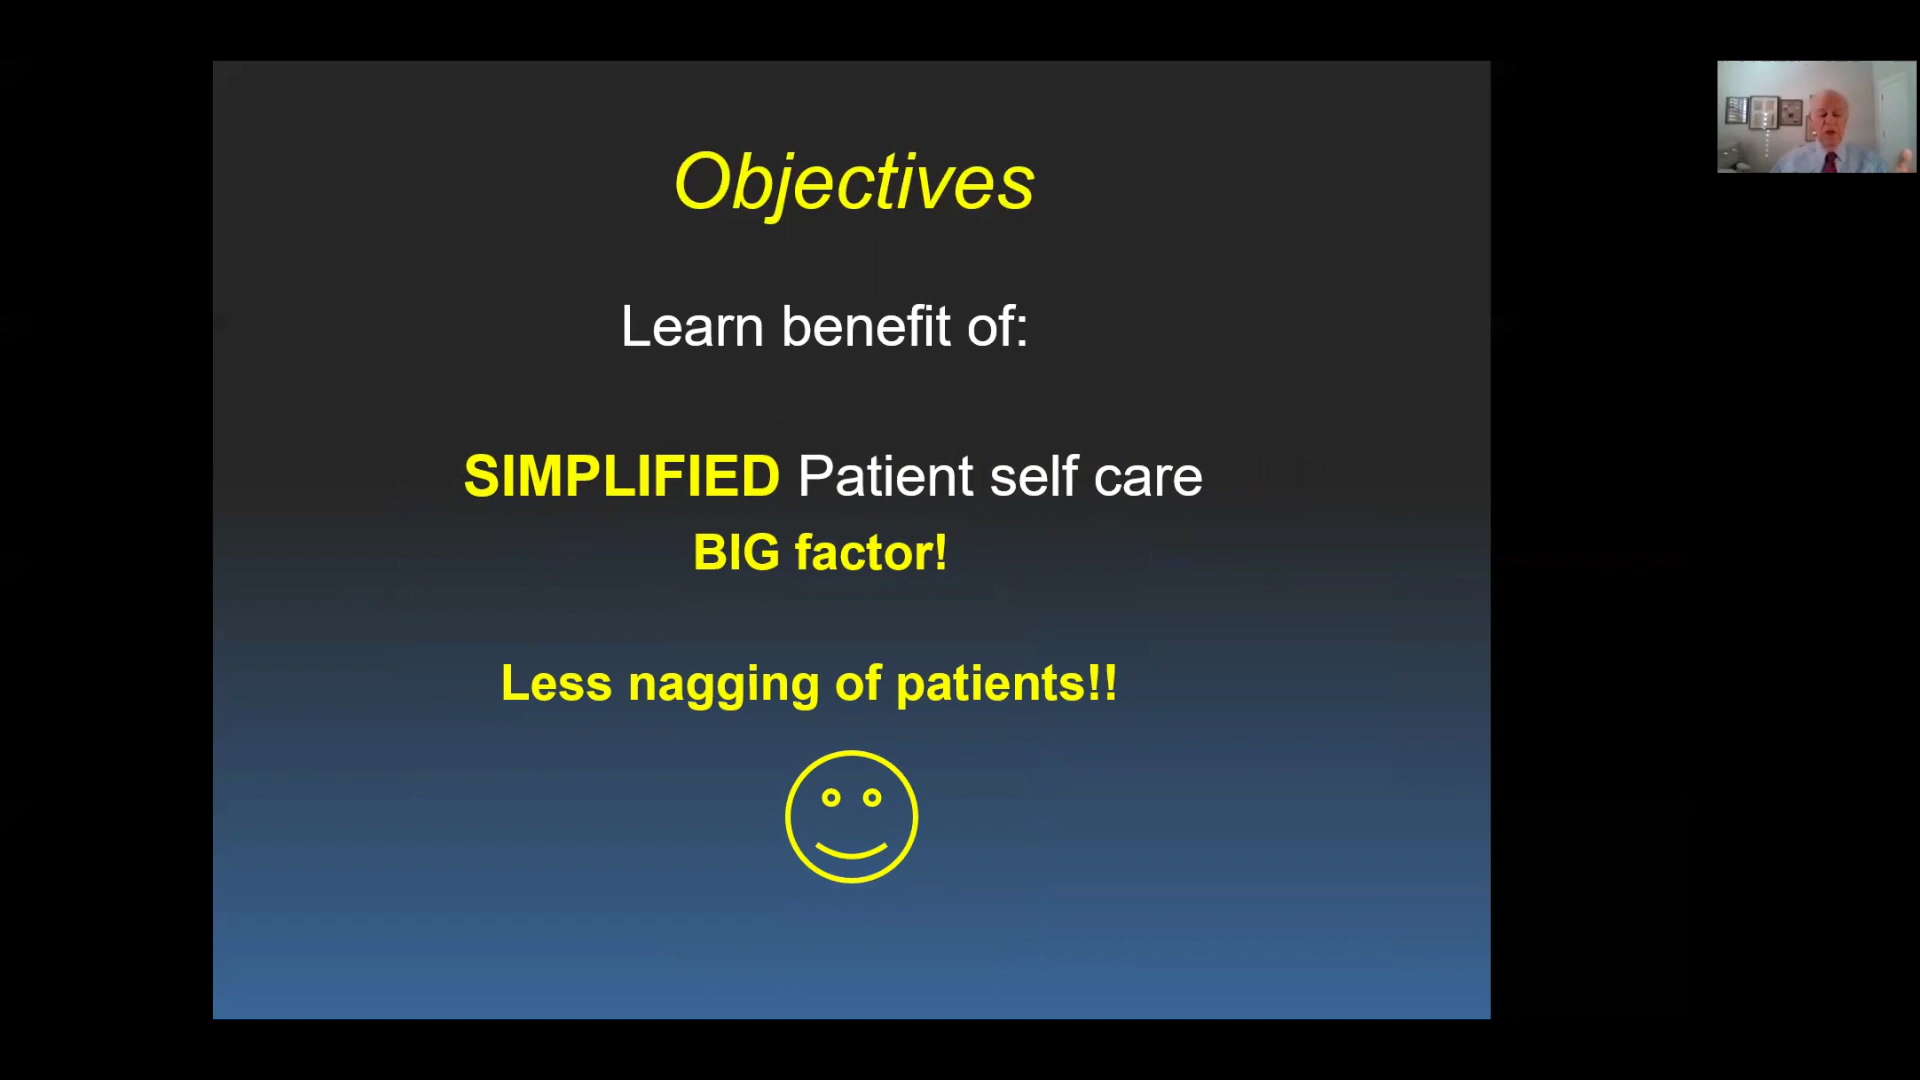 Objectives
Learn benefit of:
SIMPLIFIED Patient self care
BIG factor!
Less nagging of patients!!